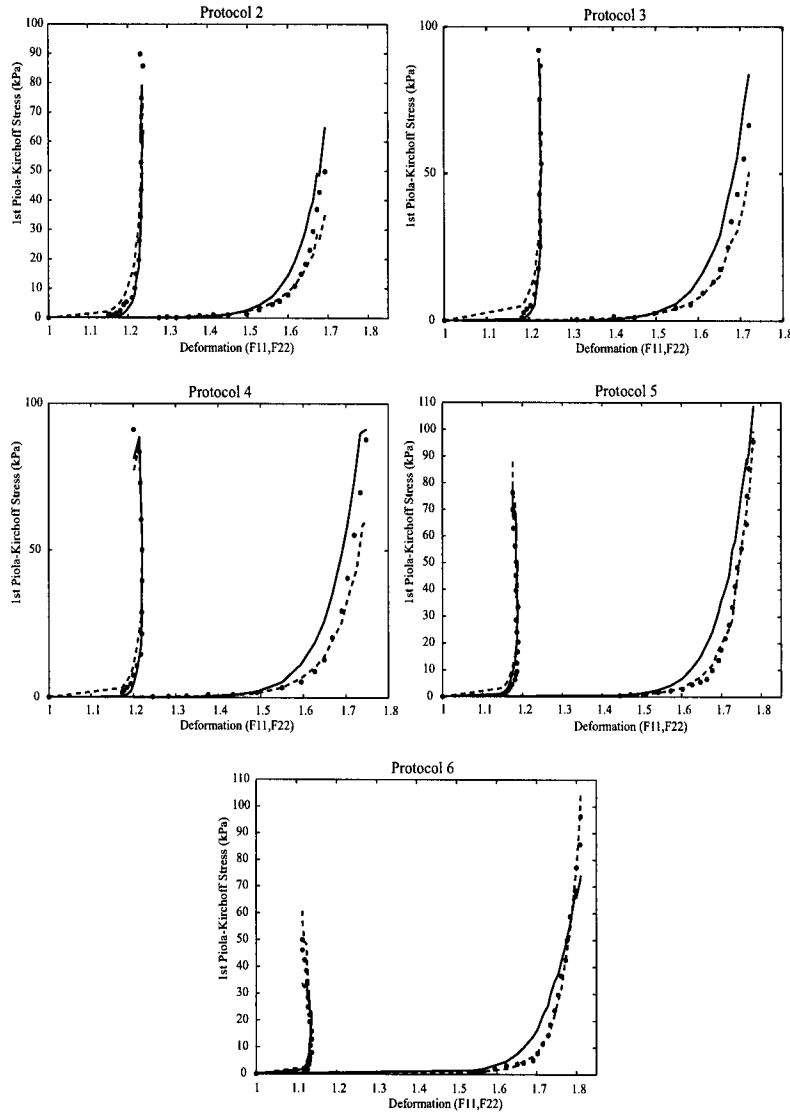 Protocol 2
1st Piola-Kirchoff Stress (kPa)
100
90
80
70
60
50
40
30
20
10
0
1 1.1 1.2 1.3 1.4 1.5 1.6 1.7 1.8
Deformation (F11,F22)
Protocol 3
1st Piola-Kirchoff Stress (kPa)
100
50
0
1 1.1 1.2 1.3 1.4 1.5 1.6 1.7 1.8
Deformation (F11,F22)
Protocol 4
1st Piola-Kirchoff Stress (kPa)
100
50
0
1 1.1 1.2 1.3 1.4 1.5 1.6 1.7 1.8
Deformation (F11,F22)
Protocol 5
1st Piola-Kirchoff Stress (kPa)
110
100
90
80
70
60
50
40
30
20
10
0
1 1.1 1.2 1.3 1.4 1.5 1.6 1.7 1.8
Deformation (F11,F22)
Protocol 6
1st Piola-Kirchoff Stress (kPa)
110
100
90
80
70
60
50
40
30
20
10
0
1 1.1 1.2 1.3 1.4 1.5 1.6 1.7 1.8
Deformation (F11,F22)